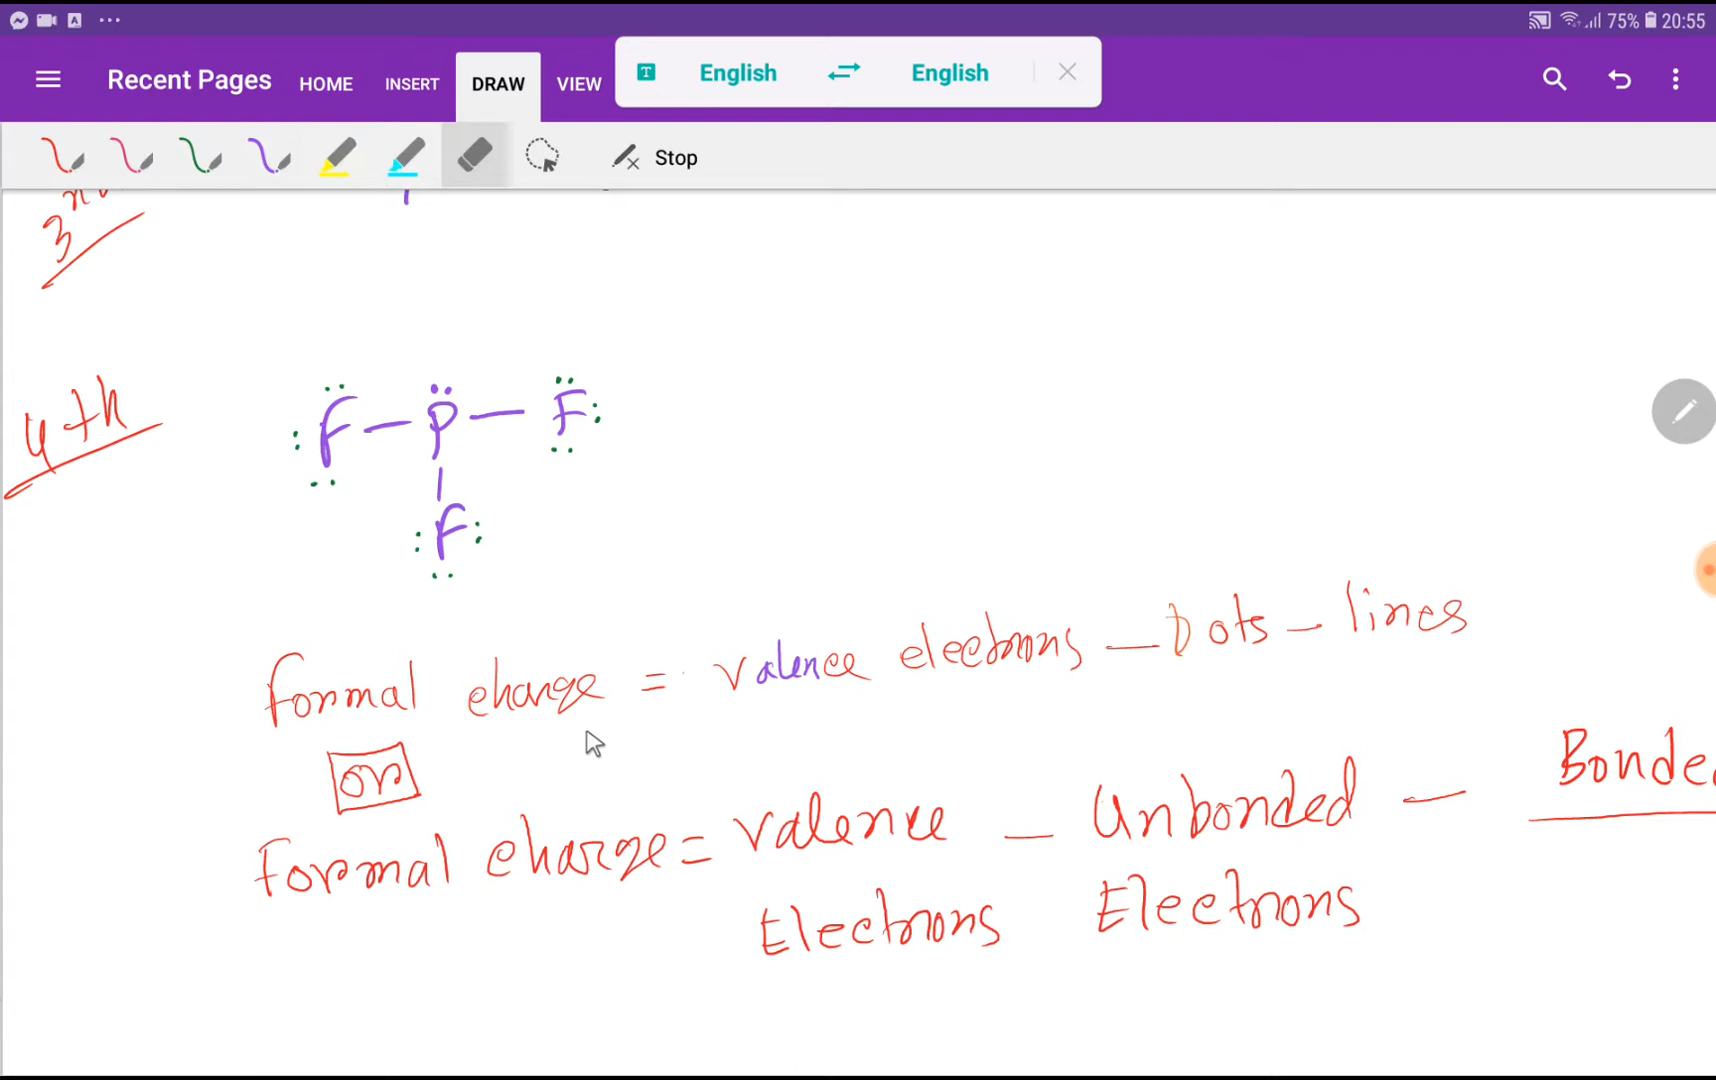 75% 20:55
Recent Pages HOME INSERT DRAW VIEW
T English English
Stop
3
4th
F - P - F
F
Formal charge = valence electrons - Dots - lines
or
Formal charge = valence - Unbonded - Bonde
Electrons Electrons